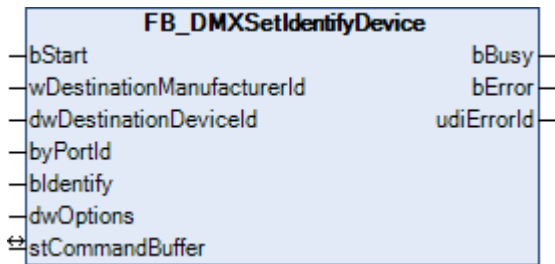 FB_DMXSetIdentifyDevice
bStart bBusy
wDestinationManufacturerId bError
dwDestinationDeviceId udiErrorId
byPortId
bIdentify
dwOptions
stCommandBuffer